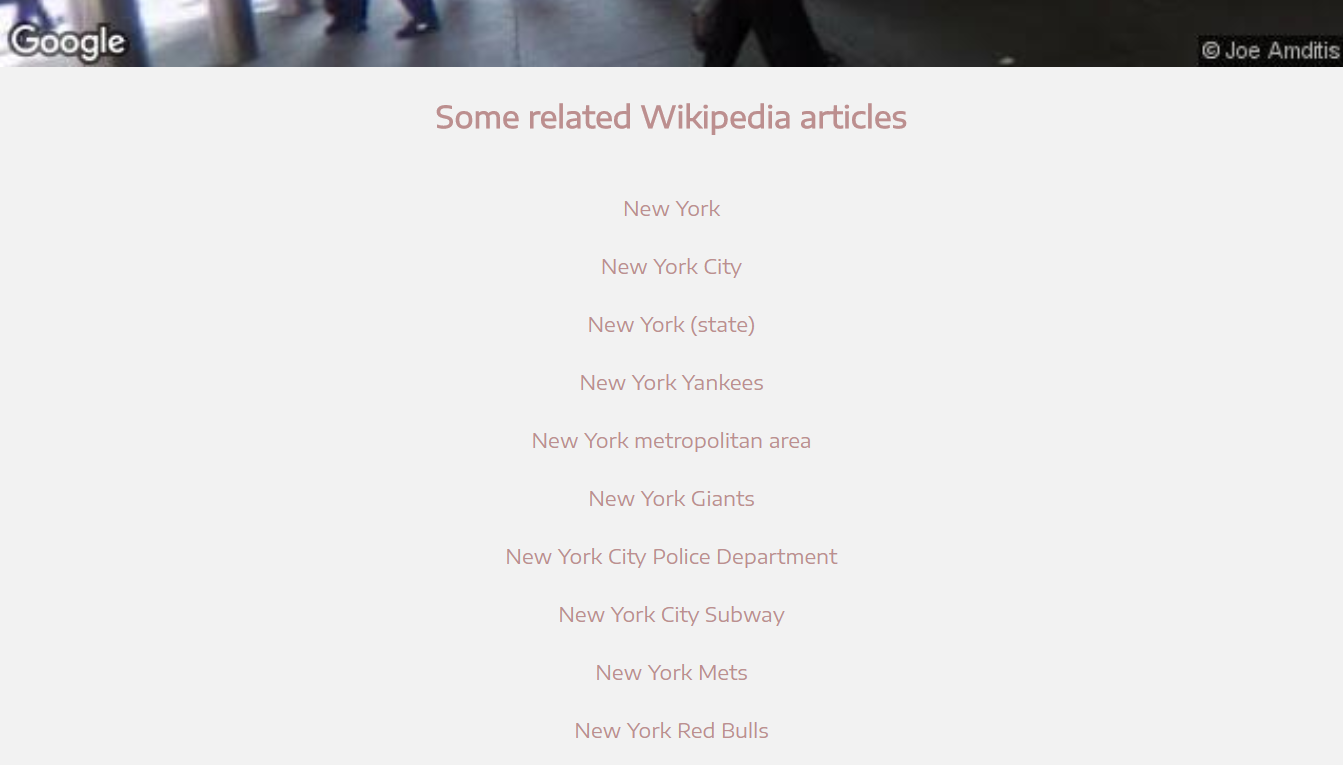 Google
© Joe Amditis
Some related Wikipedia articles
New York
New York City
New York (state)
New York Yankees
New York metropolitan area
New York Giants
New York City Police Department
New York City Subway
New York Mets
New York Red Bulls